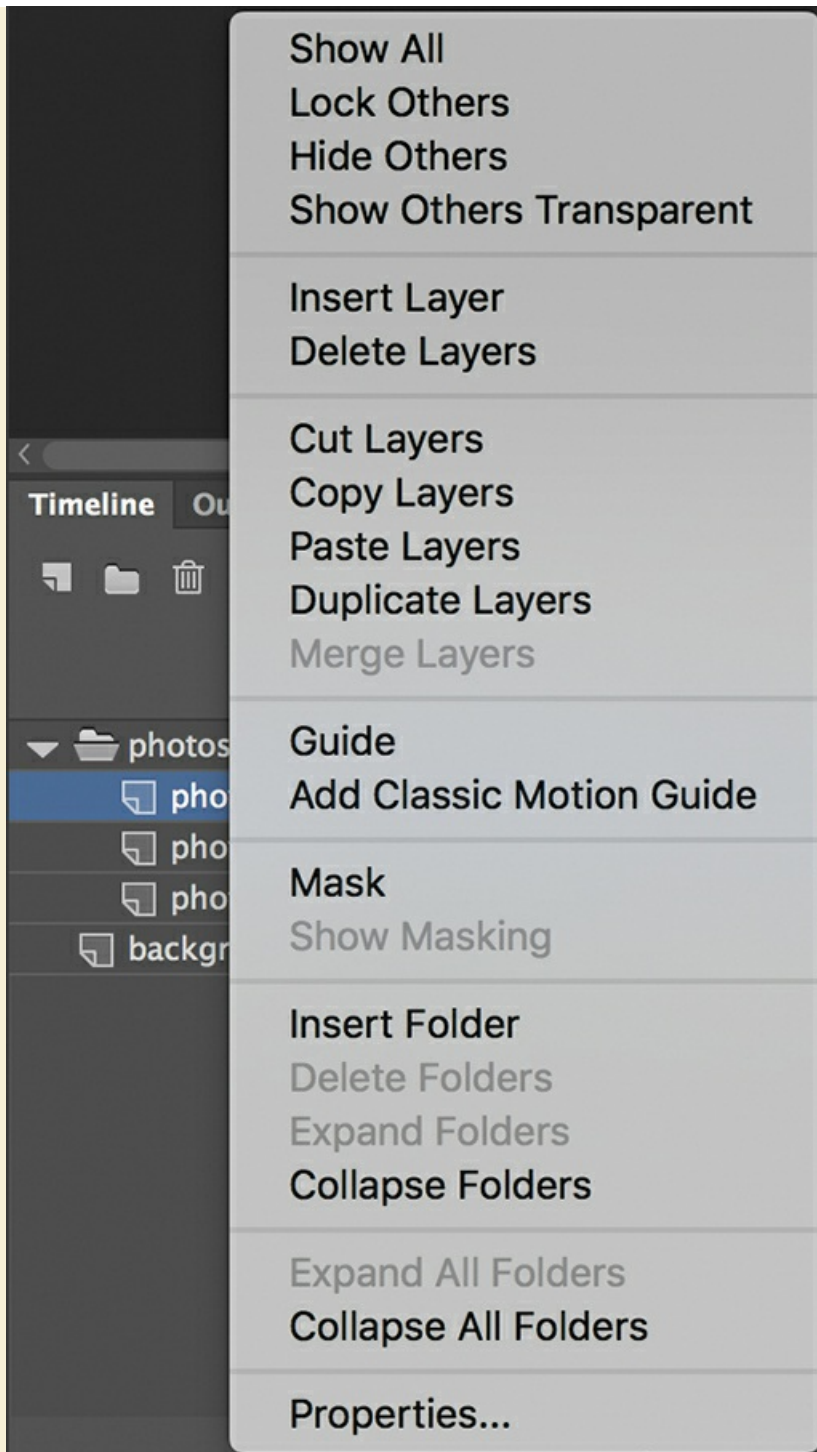 Show All
Lock Others
Hide Others
Show Others Transparent
Insert Layer
Delete Layers
Cut Layers
Copy Layers
Paste Layers
Duplicate Layers
Merge Layers
Guide
Add Classic Motion Guide
Mask
Show Masking
Insert Folder
Delete Folders
Expand Folders
Collapse Folders
Expand All Folders
Collapse All Folders
Properties...
Timeline Ou
photos
pho
pho
pho
backgr